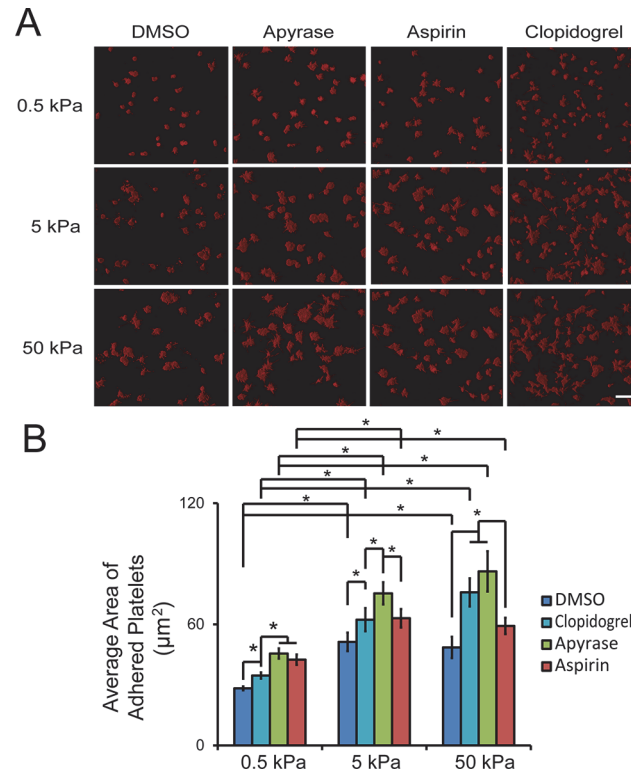 A
DMSO Apyrase Aspirin Clopidogrel
0.5 kPa
5 kPa
50 kPa
B
* *
* *
* *
* *
120
* * * * * *
60
0
Average Area of
Adhered Platelets
(µm²)
DMSO
Clopidogrel
Apyrase
Aspirin
0.5 kPa 5 kPa 50 kPa